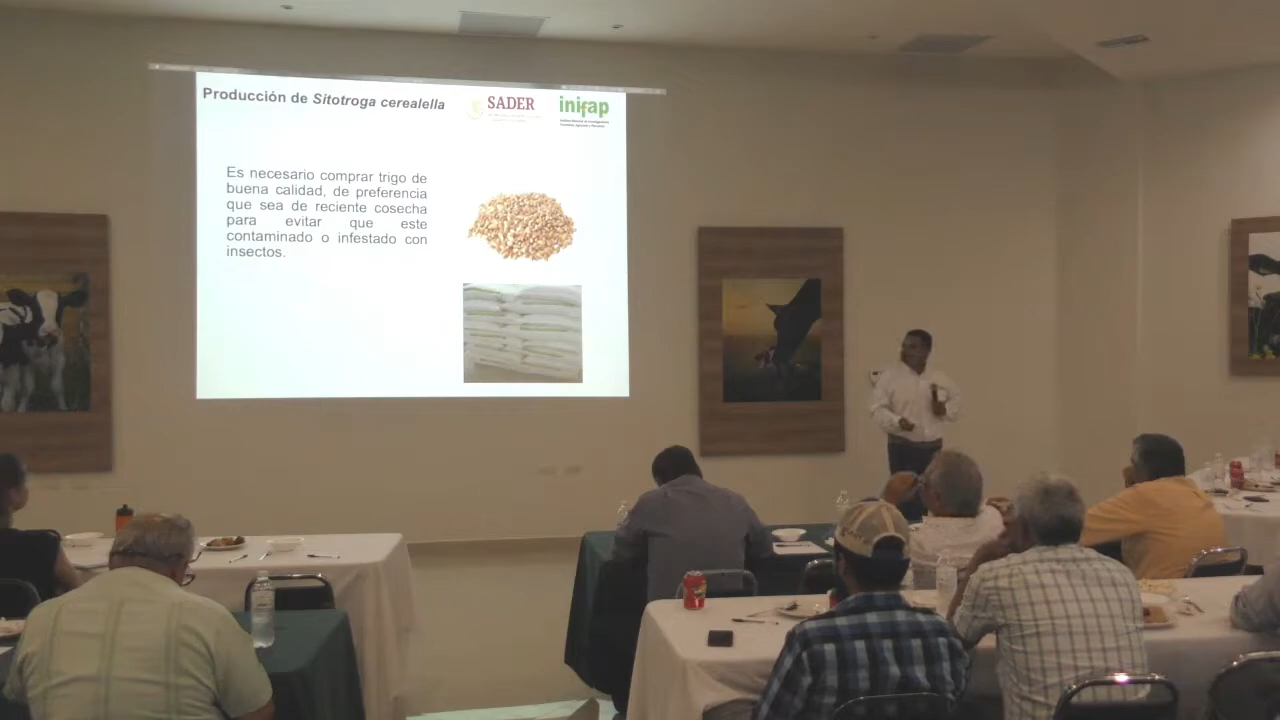 Producción de Sitotroga cerealella
SADER
inifap
Es necesario comprar trigo de
buena calidad, de preferencia
que sea de reciente cosecha
para evitar que este
contaminado o infestado con
insectos.